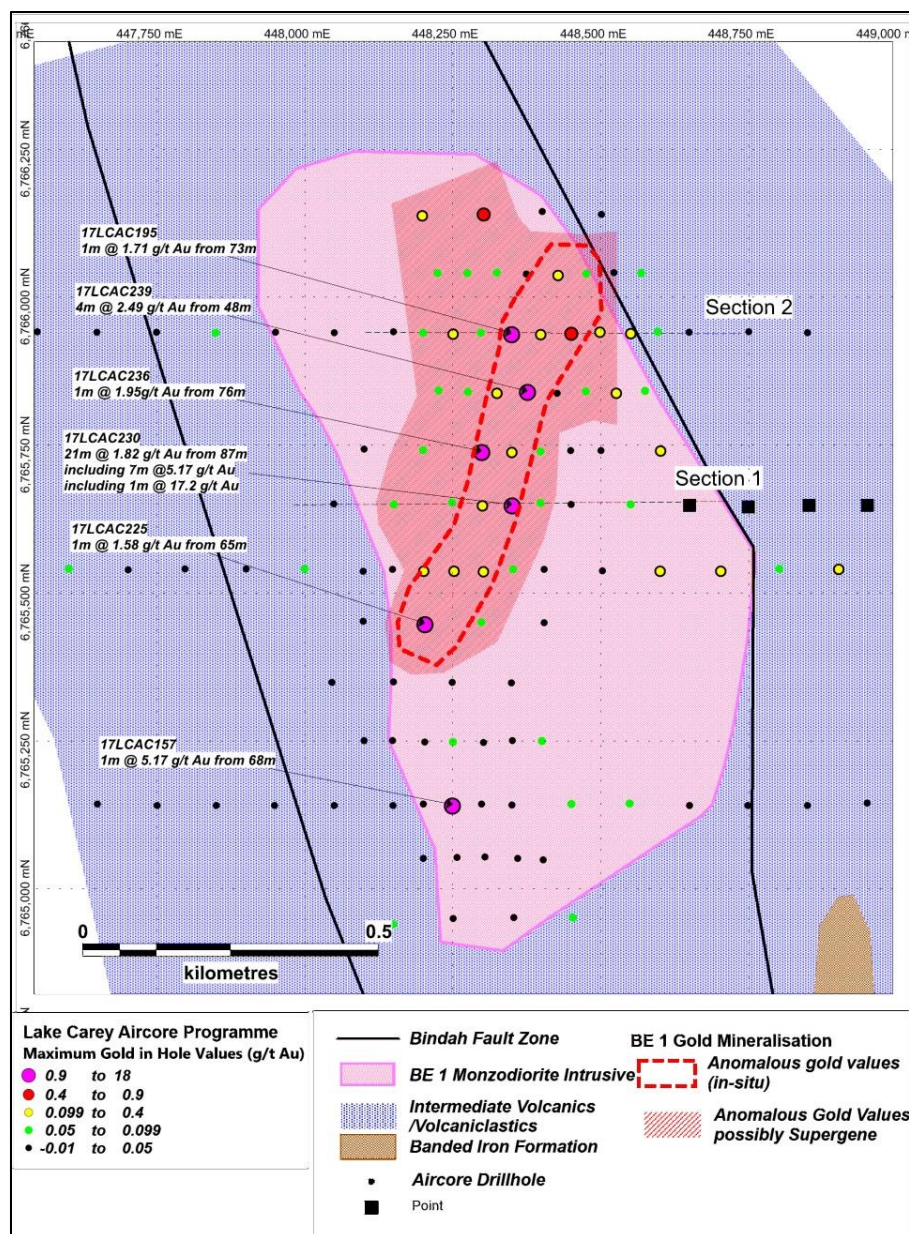 mE 447,750 mE 448,000 mE 448,250 mE 448,500 mE 448,750 mE 449,000 m
6,766,250 mN
6,766,000 mN
6,765,750 mN
6,765,500 mN
6,765,250 mN
6,765,000 mN
17LCAC195
1m @ 1.71 g/t Au from 73m
17LCAC239
4m @ 2.49 g/t Au from 48m
Section 2
17LCAC236
1m @ 1.95g/t Au from 76m
17LCAC230
21m @ 1.82 g/t Au from 87m
including 7m @5.17 g/t Au
including 1m @ 17.2 g/t Au
Section 1
17LCAC225
1m @ 1.58 g/t Au from 65m
17LCAC157
1m @ 5.17 g/t Au from 68m
0 0.5
kilometres
Lake Carey Aircore Programme
Maximum Gold in Hole Values (g/t Au)
0.9 to 18
0.4 to 0.9
0.099 to 0.4
0.05 to 0.099
-0.01 to 0.05
Bindah Fault Zone
BE 1 Monzodiorite Intrusive
Intermediate Volcanics
/Volcaniclastics
Banded Iron Formation
Aircore Drillhole
Point
BE 1 Gold Mineralisation
Anomalous gold values
(in-situ)
Anomalous Gold Values
possibly Supergene